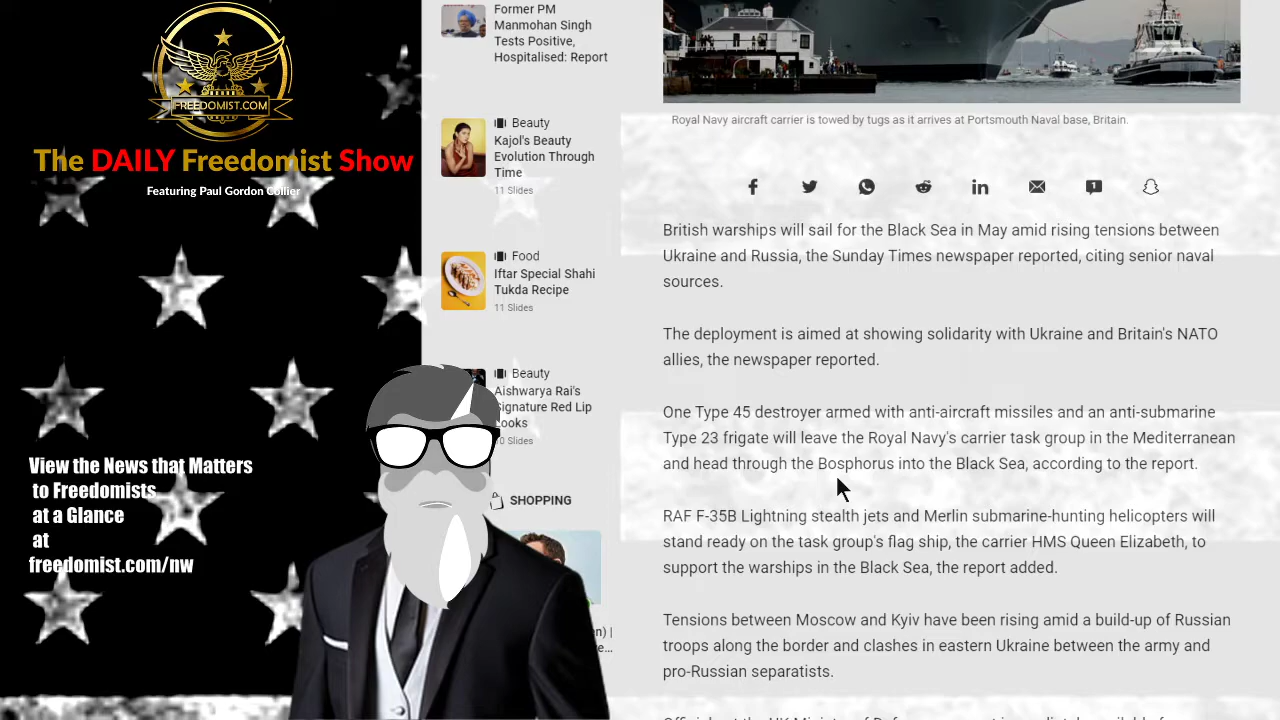 FREEDOMIST.COM
The DAILY Freedomist Show
Featuring Paul Gordon Collier
View the News that Matters
to Freedomists
at a Glance
at
freedomist.com/nw
Former PM
Manmohan Singh
Tests Positive,
Hospitalised: Report
Beauty
Kajol's Beauty
Evolution Through
Time
11 Slides
Food
Iftar Special Shahi
Tukda Recipe
11 Slides
Beauty
Aishwarya Rai's
Signature Red Lip
Looks
0 Slides
SHOPPING
n) |
e...
Royal Navy aircraft carrier is towed by tugs as it arrives at Portsmouth Naval base, Britain.
1
British warships will sail for the Black Sea in May amid rising tensions between
Ukraine and Russia, the Sunday Times newspaper reported, citing senior naval
sources.
The deployment is aimed at showing solidarity with Ukraine and Britain's NATO
allies, the newspaper reported.
One Type 45 destroyer armed with anti-aircraft missiles and an anti-submarine
Type 23 frigate will leave the Royal Navy's carrier task group in the Mediterranean
and head through the Bosphorus into the Black Sea, according to the report.
RAF F-35B Lightning stealth jets and Merlin submarine-hunting helicopters will
stand ready on the task group's flag ship, the carrier HMS Queen Elizabeth, to
support the warships in the Black Sea, the report added.
Tensions between Moscow and Kyiv have been rising amid a build-up of Russian
troops along the border and clashes in eastern Ukraine between the army and
pro-Russian separatists.